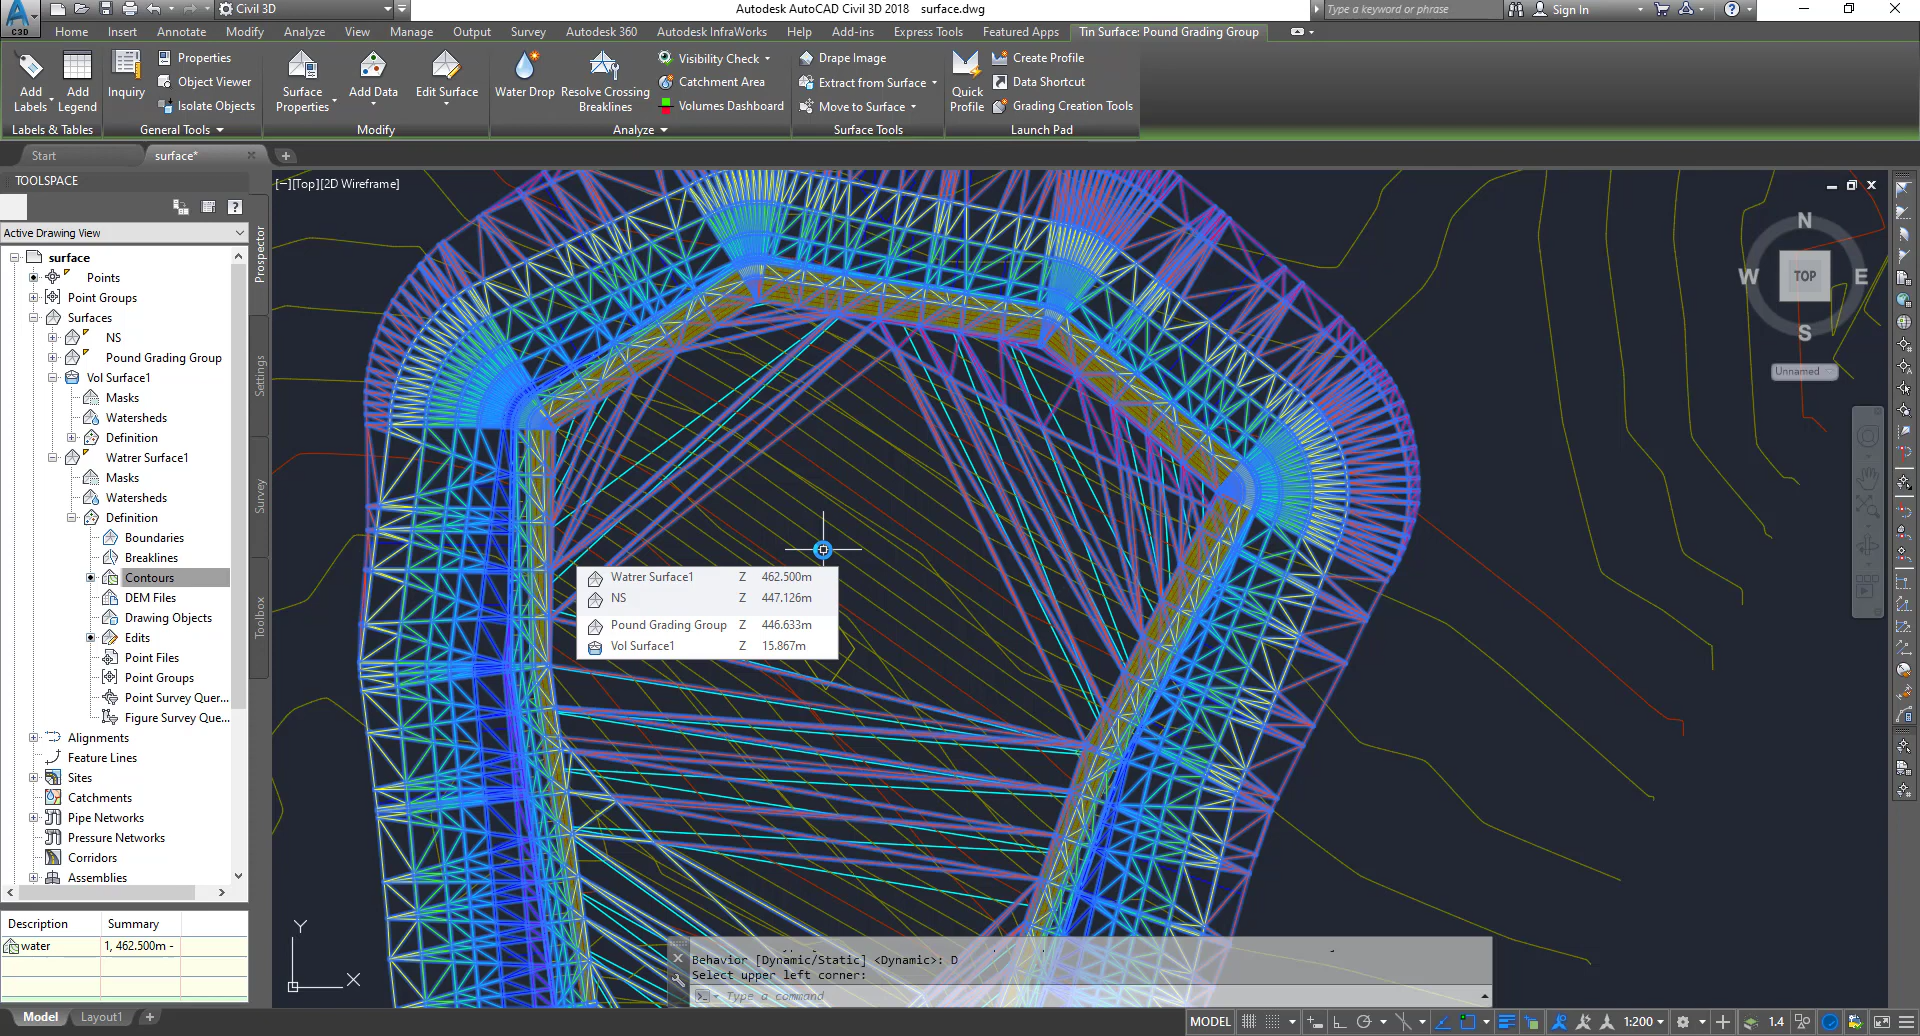 Civil 3D
Autodesk AutoCAD Civil 3D 2018 surface.dwg
Type a keyword or phrase
Sign In
C3D
Home Insert Annotate Modify Analyze View Manage Output Survey Autodesk 360 Autodesk InfraWorks Help Add-ins Express Tools Featured Apps Tin Surface: Pound Grading Group
Add Labels
Add Legend
Inquiry
Properties
Object Viewer
Isolate Objects
Surface Properties
Add Data
Edit Surface
Water Drop
Resolve Crossing Breaklines
Visibility Check
Catchment Area
Volumes Dashboard
Drape Image
Extract from Surface
Move to Surface
Quick Profile
Create Profile
Data Shortcut
Grading Creation Tools
Labels & Tables General Tools Modify Analyze Surface Tools Launch Pad
Start surface*
TOOLSPACE
[−][Top][2D Wireframe]
Active Drawing View
Prospector
Settings
Survey
Toolbox
surface
Points
Point Groups
Surfaces
NS
Pound Grading Group
Vol Surface1
Masks
Watersheds
Definition
Watrer Surface1
Masks
Watersheds
Definition
Boundaries
Breaklines
Contours
DEM Files
Drawing Objects
Edits
Point Files
Point Groups
Point Survey Quer...
Figure Survey Que...
Alignments
Feature Lines
Sites
Catchments
Pipe Networks
Pressure Networks
Corridors
Assemblies
Description Summary
water 1, 462.500m -
N
W TOP E
S
Unnamed
Watrer Surface1 Z 462.500m
NS Z 447.126m
Pound Grading Group Z 446.633m
Vol Surface1 Z 15.867m
Y
X
Behavior [Dynamic/Static] <Dynamic>: D
Select upper left corner:
Type a command
Model Layout1
MODEL 1:200 1.4